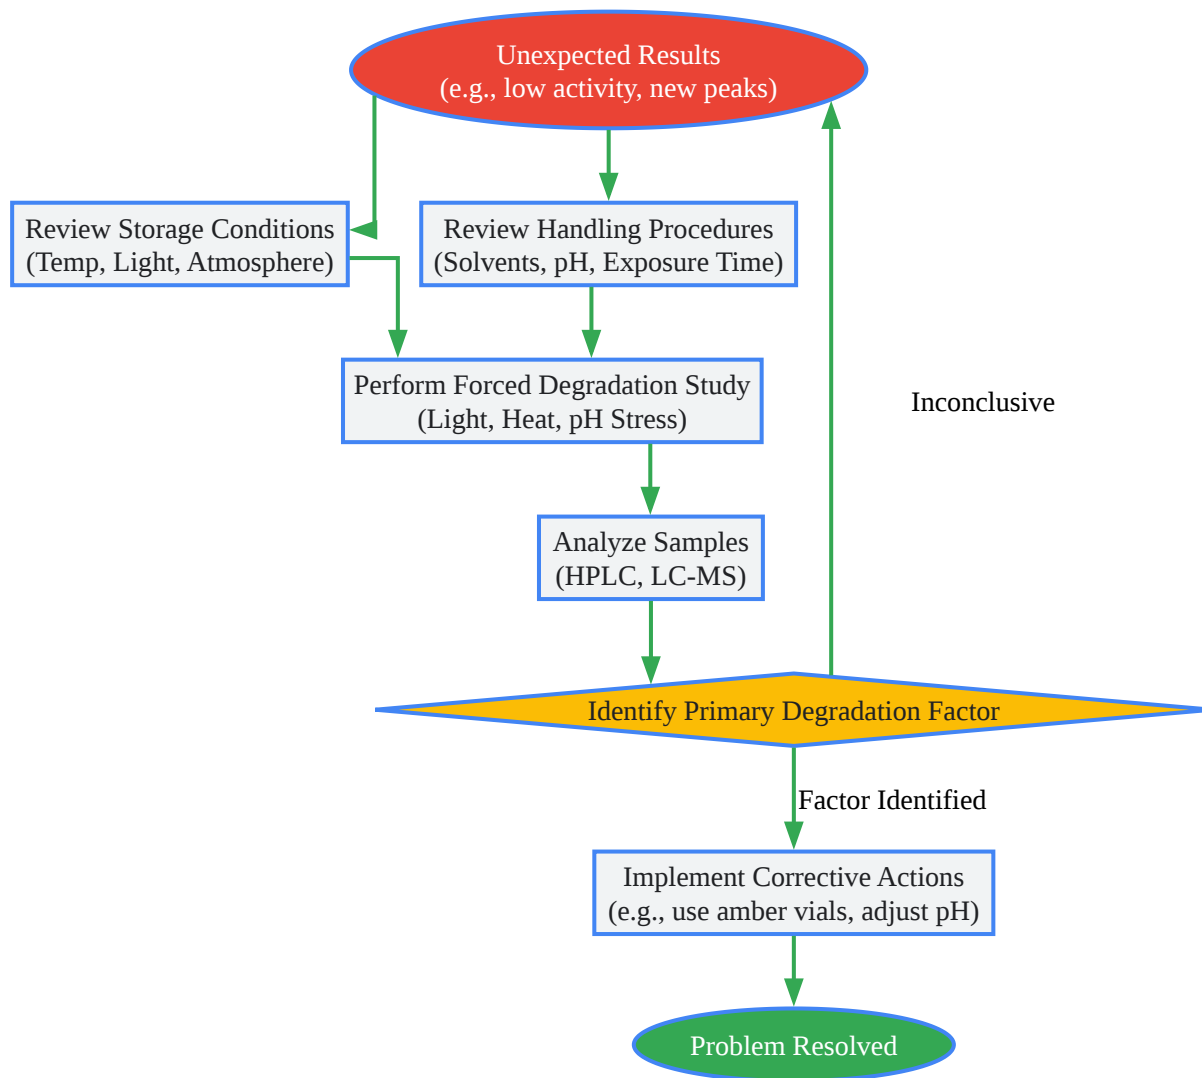 Unexpected Results
(e.g., low activity, new peaks)
Review Storage Conditions
(Temp, Light, Atmosphere)
Review Handling Procedures
(Solvents, pH, Exposure Time)
Perform Forced Degradation Study
(Light, Heat, pH Stress)
Inconclusive
Analyze Samples
(HPLC, LC-MS)
Identify Primary Degradation Factor
Factor Identified
Implement Corrective Actions
(e.g., use amber vials, adjust pH)
Problem Resolved